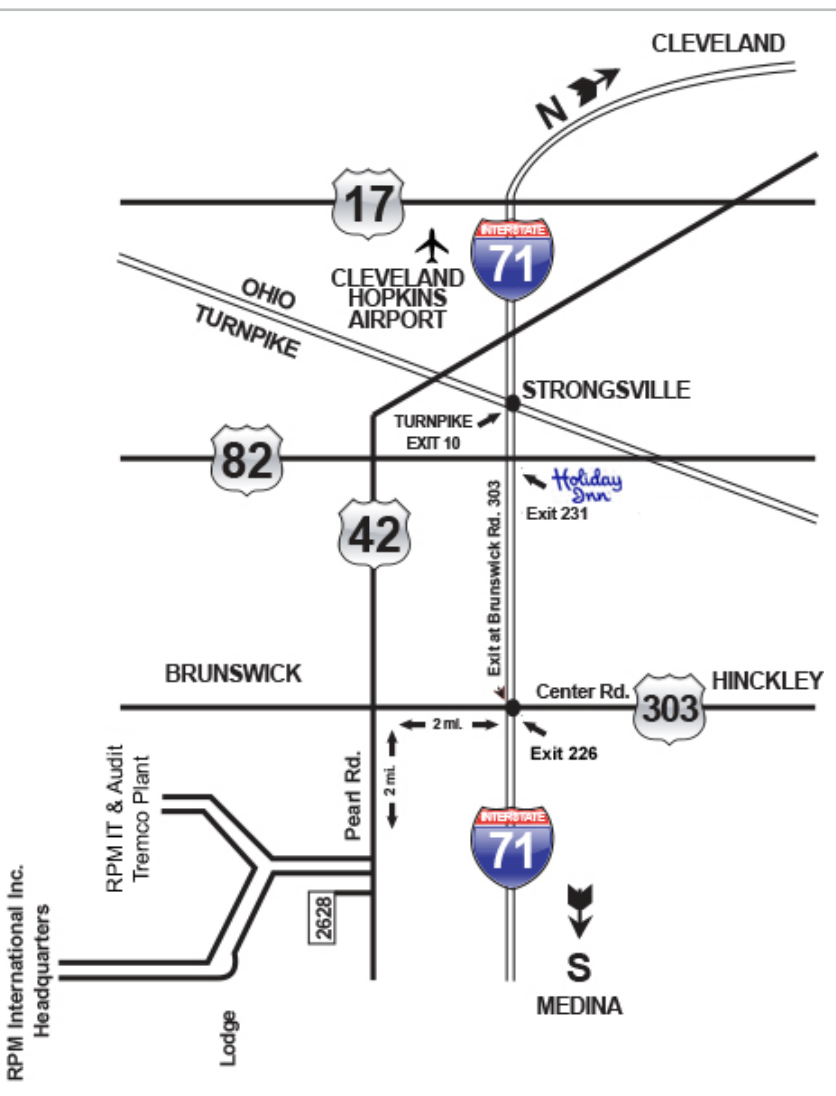 CLEVELAND
N
17
INTERSTATE
71
CLEVELAND
HOPKINS
AIRPORT
OHIO
TURNPIKE
STRONGSVILLE
TURNPIKE
EXIT 10
82
Holiday
Inn
Exit 231
42
Exit at Brunswick Rd. 303
BRUNSWICK
Center Rd.
303
HINCKLEY
2 mi.
Exit 226
Pearl Rd.
2 mi.
RPM IT & Audit
Tremco Plant
INTERSTATE
71
2628
RPM International Inc.
Headquarters
Lodge
S
MEDINA